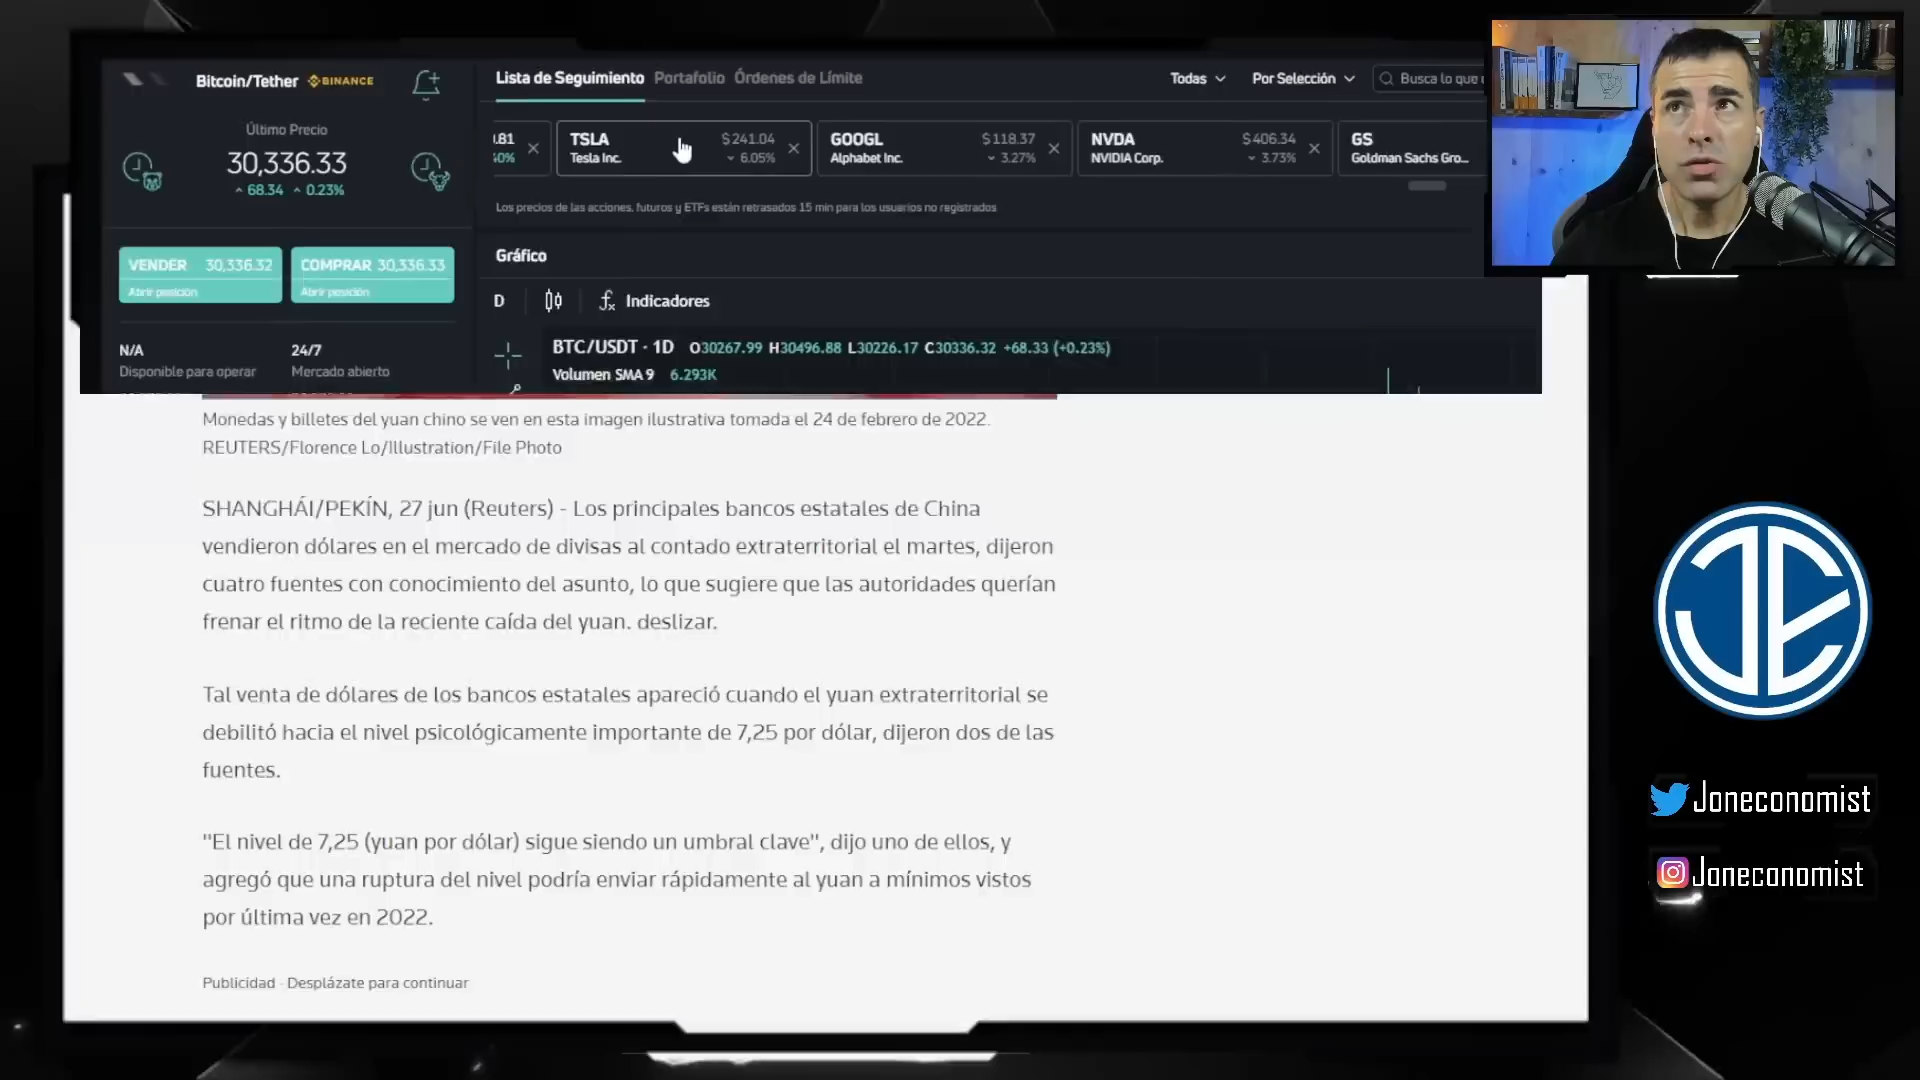 Bitcoin/Tether BINANCE
Último Precio
30,336.33
68.34 0.23%
VENDER 30,336.32
Abrir posición
COMPRAR 30,336.33
Abrir posición
N/A
Disponible para operar
24/7
Mercado abierto
Lista de Seguimiento Portafolio Órdenes de Límite
Todas Por Selección Busca lo que
.81
TSLA $241.04
Tesla Inc. 6.05%
GOOGL $118.37
Alphabet Inc. 3.27%
NVDA $406.34
NVIDIA Corp. 3.73%
GS
Goldman Sachs Gro...
Los precios de las acciones, futuros y ETFs están retrasados 15 min para los usuarios no registrados
Gráfico
D Indicadores
BTC/USDT · 1D O30267.99 H30496.88 L30226.17 C30336.32 +68.33 (+0.23%)
Volumen SMA 9 6.293K
Monedas y billetes del yuan chino se ven en esta imagen ilustrativa tomada el 24 de febrero de 2022.
REUTERS/Florence Lo/Illustration/File Photo
SHANGHÁI/PEKÍN, 27 jun (Reuters) - Los principales bancos estatales de China
vendieron dólares en el mercado de divisas al contado extraterritorial el martes, dijeron
cuatro fuentes con conocimiento del asunto, lo que sugiere que las autoridades querían
frenar el ritmo de la reciente caída del yuan. deslizar.
Tal venta de dólares de los bancos estatales apareció cuando el yuan extraterritorial se
debilitó hacia el nivel psicológicamente importante de 7,25 por dólar, dijeron dos de las
fuentes.
"El nivel de 7,25 (yuan por dólar) sigue siendo un umbral clave", dijo uno de ellos, y
agregó que una ruptura del nivel podría enviar rápidamente al yuan a mínimos vistos
por última vez en 2022.
Publicidad · Desplázate para continuar
JE
Joneconomist
Joneconomist